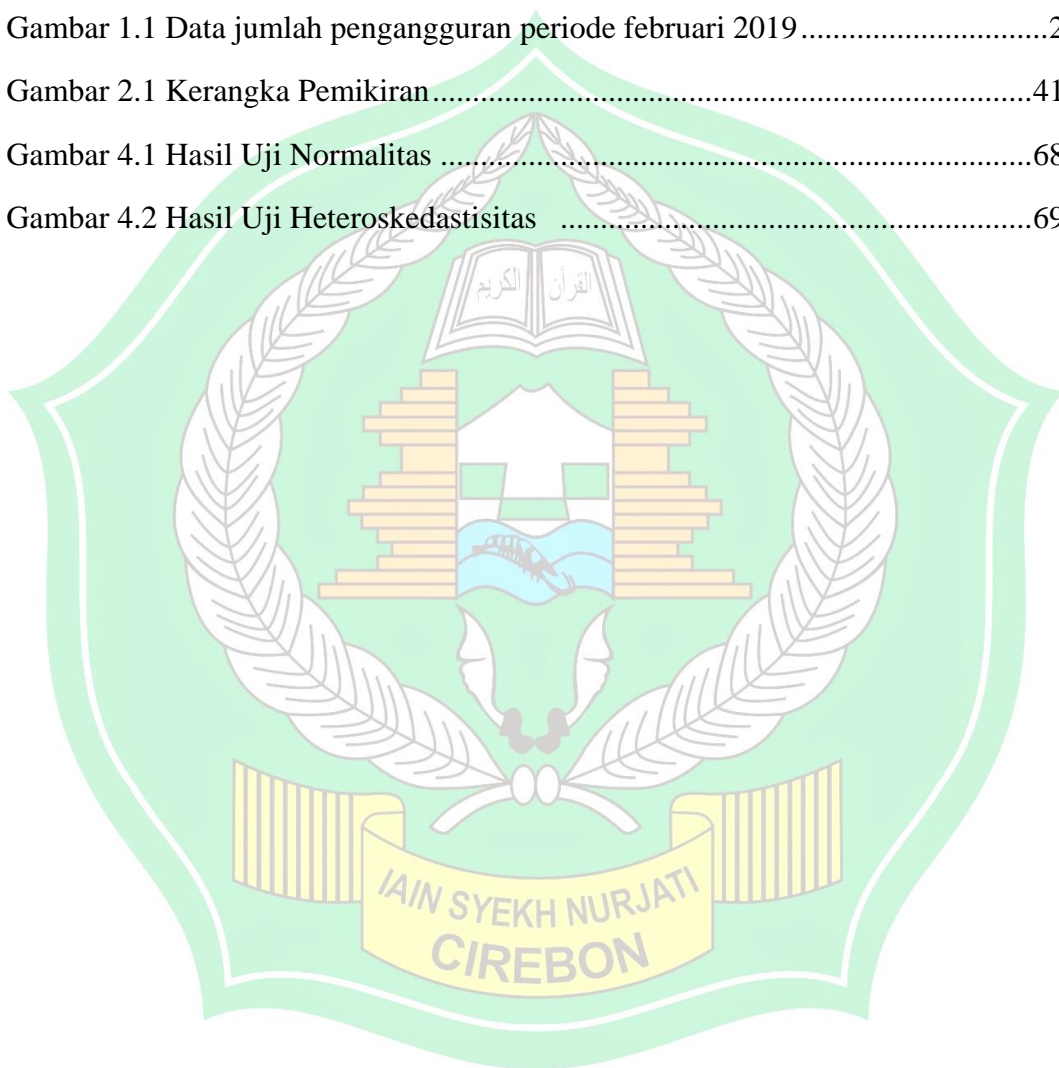 Gambar 1.1 Data jumlah pengangguran periode februari 2019..............................2
Gambar 2.1 Kerangka Pemikiran.........................................................................41
Gambar 4.1 Hasil Uji Normalitas ........................................................................68
Gambar 4.2 Hasil Uji Heteroskedastisitas .........................................................69
القرأن الكريم
IAIN SYEKH NURJATI
CIREBON